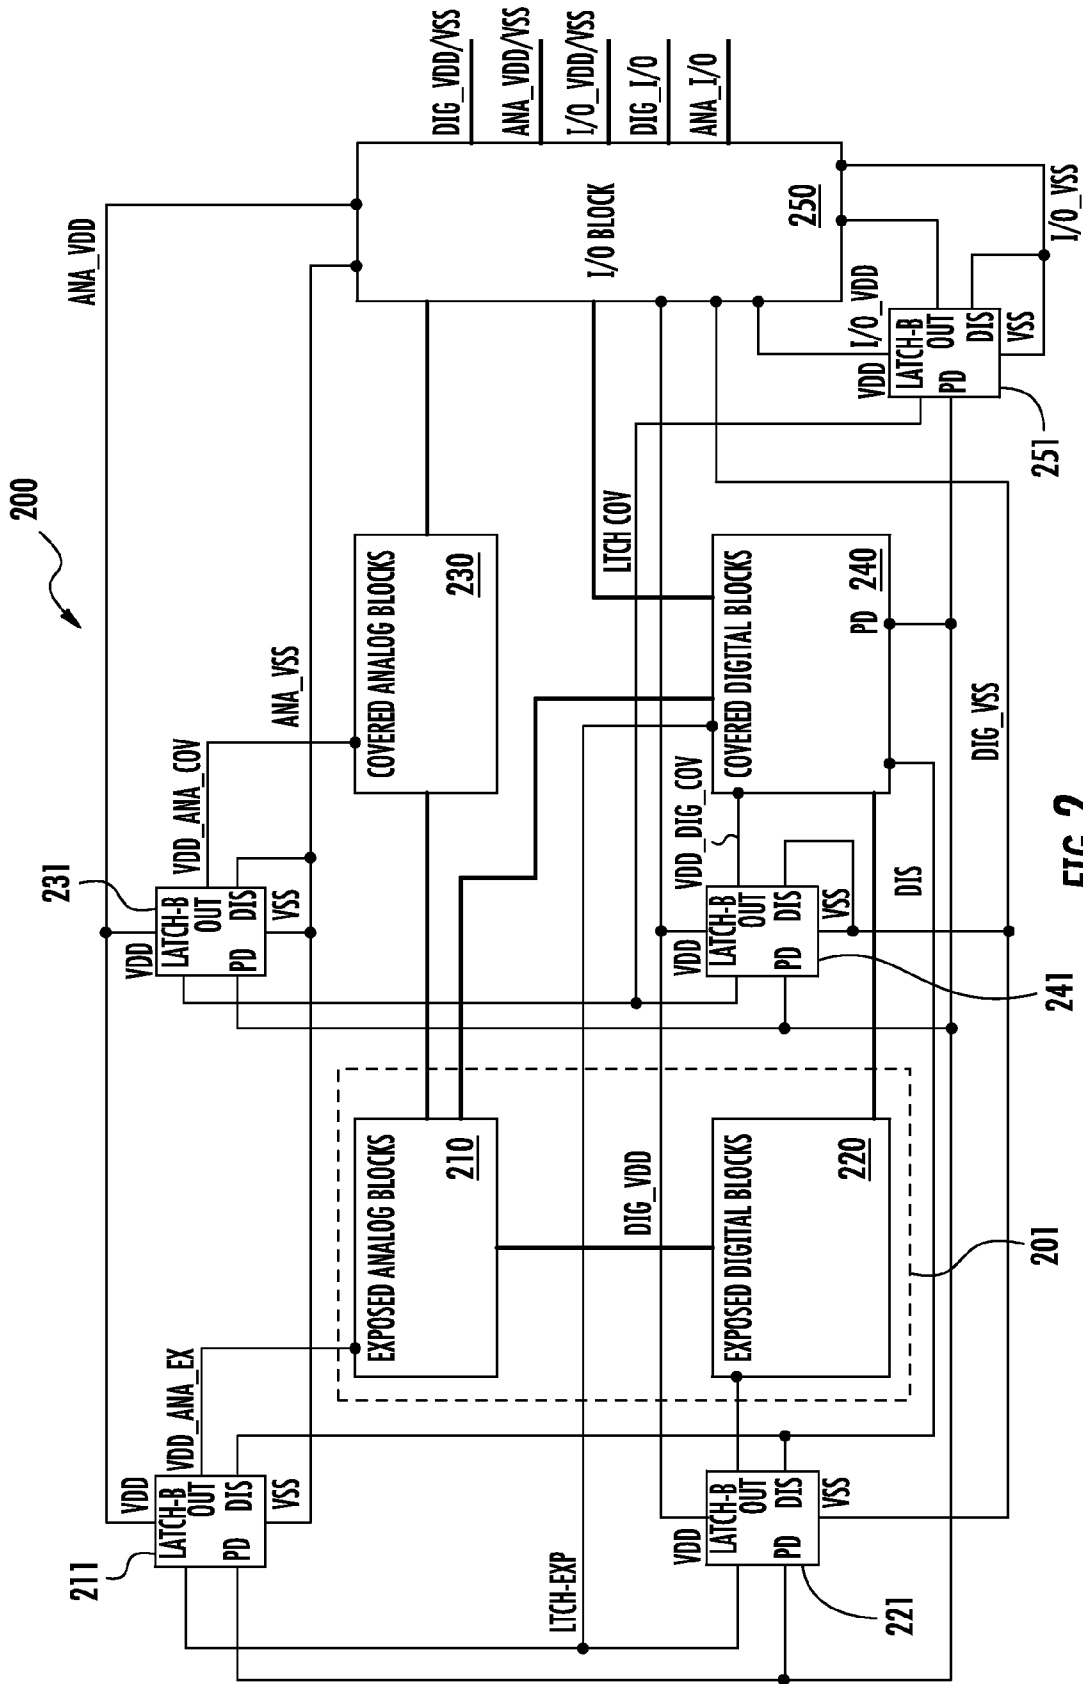 200
ANA_VDD
ANA_VSS
231
VDD_ANA_COV
VDD
LATCH-B
OUT
PD
DIS
VSS
211
VDD_ANA_EX
VDD
LATCH-B
OUT
PD
DIS
VSS
EXPOSED ANALOG BLOCKS
210
COVERED ANALOG BLOCKS
230
I/O BLOCK
250
DIG_VDD/VSS
ANA_VDD/VSS
I/O_VDD/VSS
DIG_I/O
ANA_I/O
LTCH-EXP
DIG_VDD
LTCH COV
VDD
LATCH-B
OUT
PD
DIS
VSS
221
EXPOSED DIGITAL BLOCKS
220
201
VDD_DIG_COV
VDD
LATCH-B
OUT
PD
DIS
VSS
241
COVERED DIGITAL BLOCKS
PD
240
DIS
DIG_VSS
I/O_VDD
VDD
LATCH-B
OUT
PD
DIS
VSS
I/O_VSS
251
FIG. 2